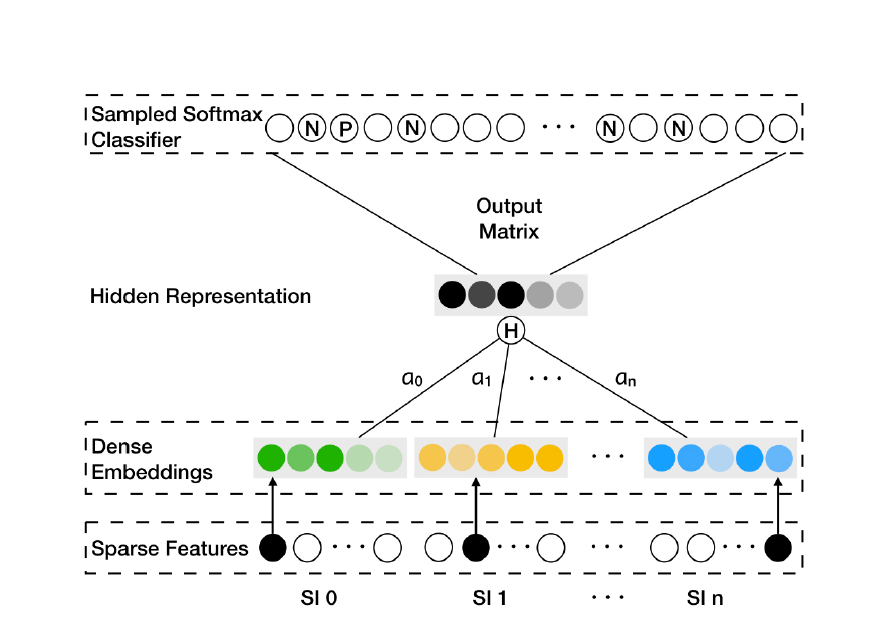 Sampled Softmax
Classifier
N P N ··· N N
Output
Matrix
Hidden Representation
H
a0 a1 ··· an
Dense
Embeddings
···
Sparse Features ··· ··· ··· ···
SI 0 SI 1 ··· SI n